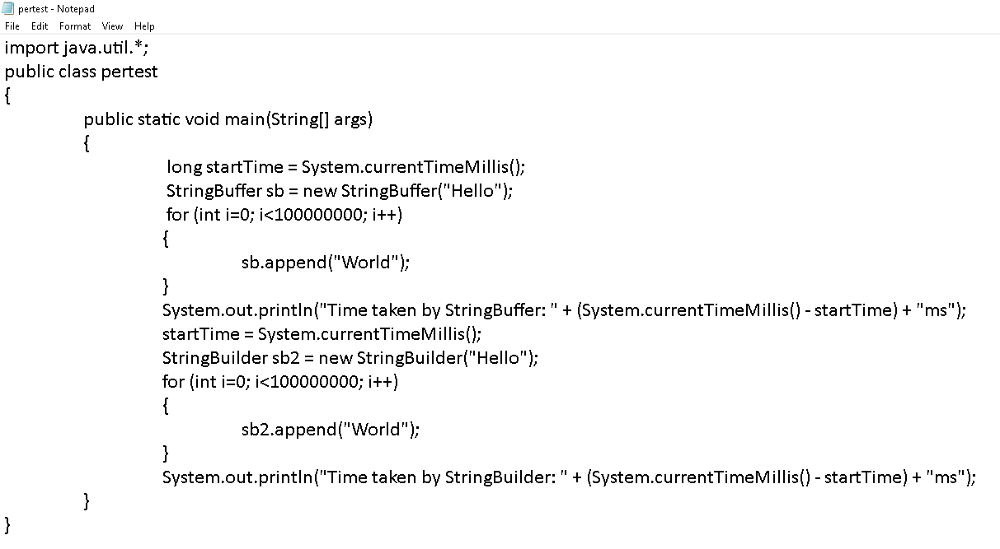 pertest - Notepad
File Edit Format View Help
import java.util.*;
public class pertest
{
public static void main(String[] args)
{
long startTime = System.currentTimeMillis();
StringBuffer sb = new StringBuffer("Hello");
for (int i=0; i<100000000; i++)
{
sb.append("World");
}
System.out.println("Time taken by StringBuffer: " + (System.currentTimeMillis() - startTime) + "ms");
startTime = System.currentTimeMillis();
StringBuilder sb2 = new StringBuilder("Hello");
for (int i=0; i<100000000; i++)
{
sb2.append("World");
}
System.out.println("Time taken by StringBuilder: " + (System.currentTimeMillis() - startTime) + "ms");
}
}